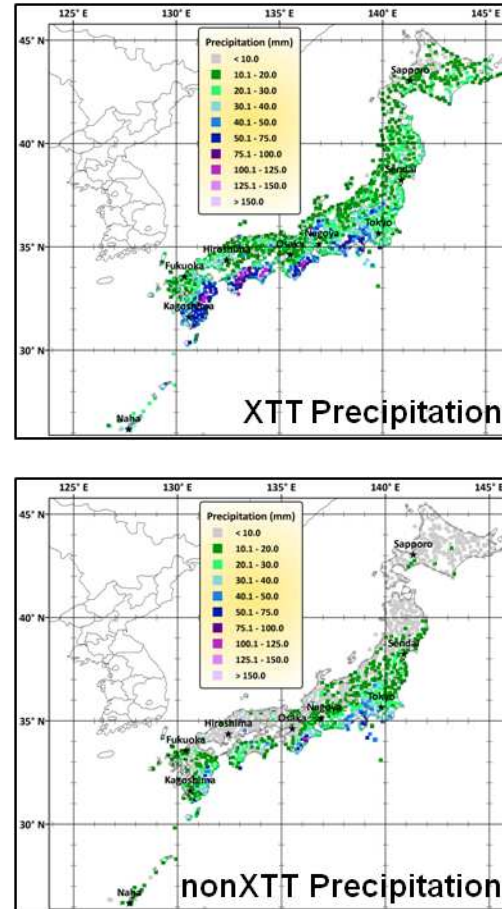 125°E 130°E 135°E 140°E 145°E
45°N
Precipitation (mm)
< 10.0
10.1 - 20.0
20.1 - 30.0
30.1 - 40.0
40.1 - 50.0
50.1 - 75.0
75.1 - 100.0
100.1 - 125.0
125.1 - 150.0
> 150.0
Sapporo
40°N
Sendai
Tokyo
Nagoya
Osaka
Hiroshima
35°N
Fukuoka
Kagoshima
30°N
Naha
XTT Precipitation
125°E 130°E 135°E 140°E 145°E
45°N
Precipitation (mm)
< 10.0
10.1 - 20.0
20.1 - 30.0
30.1 - 40.0
40.1 - 50.0
50.1 - 75.0
75.1 - 100.0
100.1 - 125.0
125.1 - 150.0
> 150.0
Sapporo
40°N
Sendai
Tokyo
Nagoya
Osaka
Hiroshima
35°N
Fukuoka
Kagoshima
30°N
Naha
nonXTT Precipitation